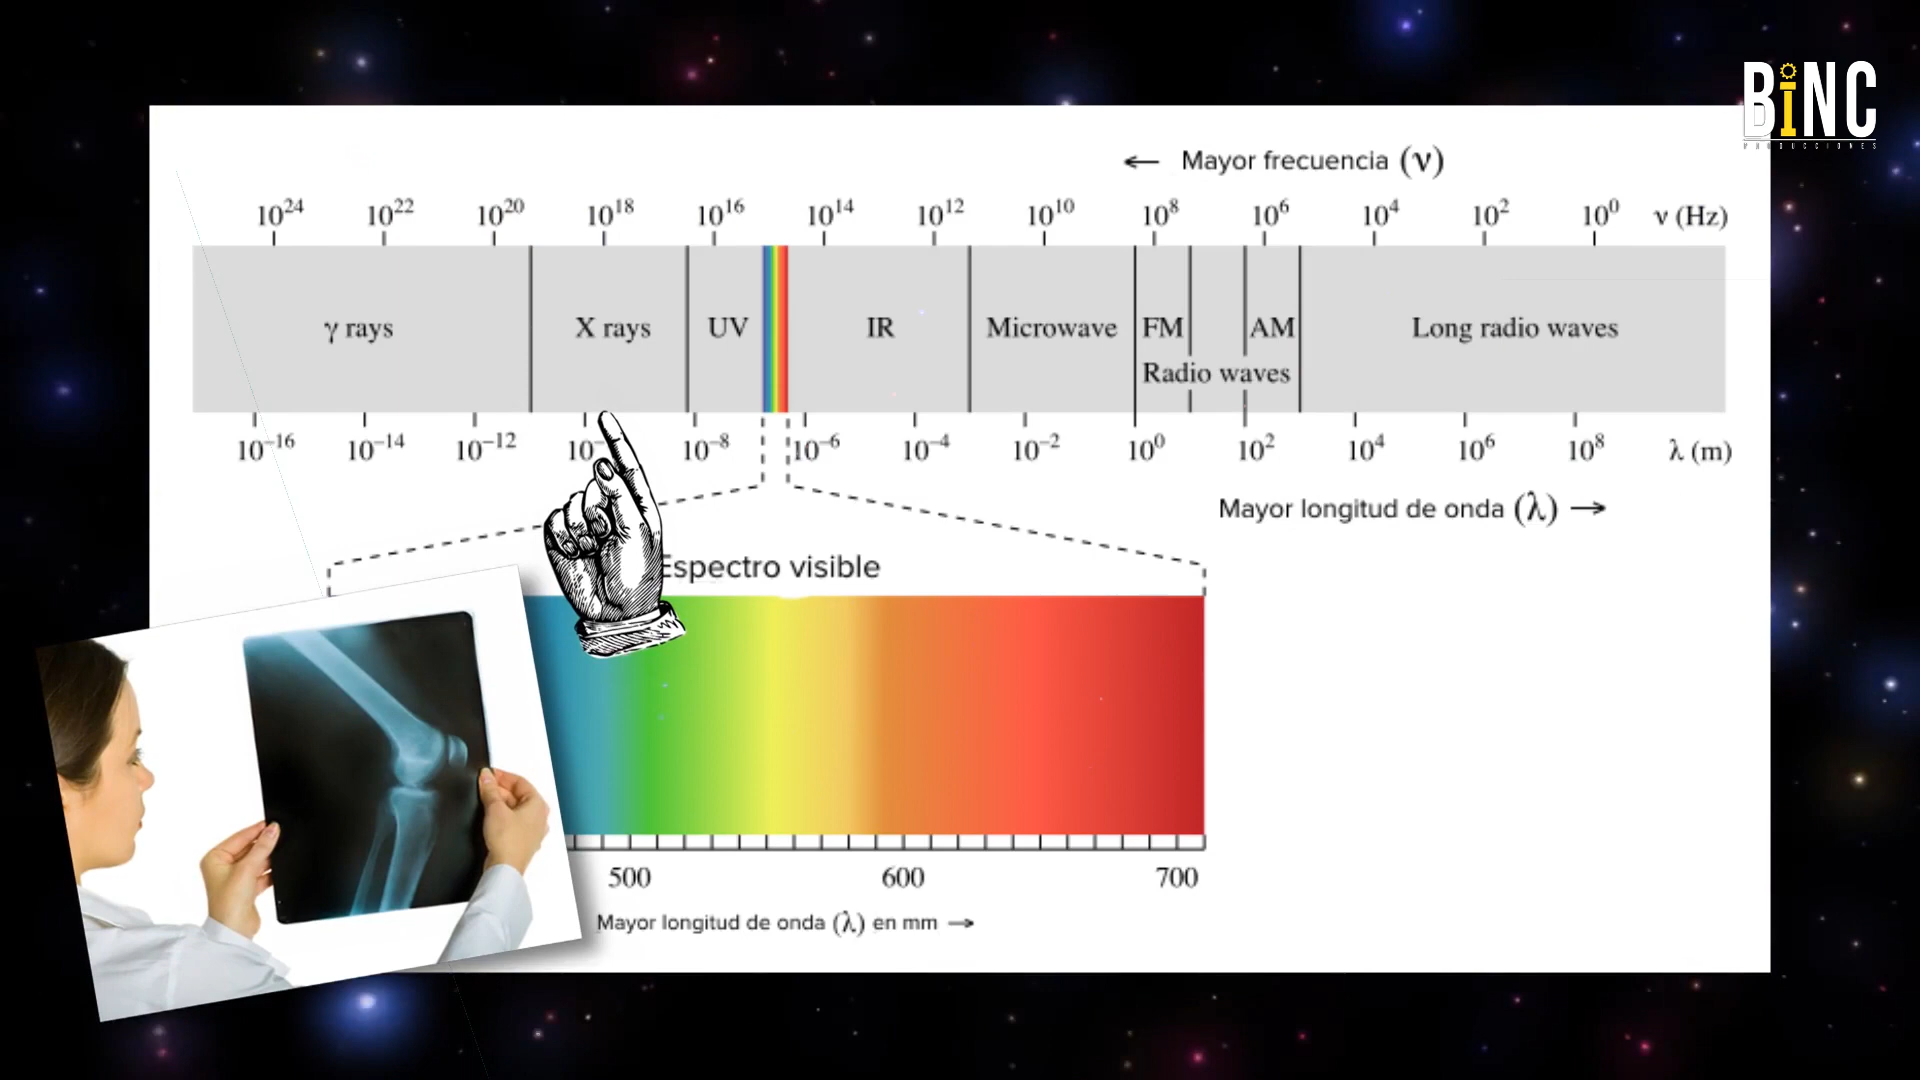 BiNC
PRODUCCIONES
← Mayor frecuencia (ν)
10²⁴ 10²² 10²⁰ 10¹⁸ 10¹⁶ 10¹⁴ 10¹² 10¹⁰ 10⁸ 10⁶ 10⁴ 10² 10⁰ ν (Hz)
γ rays X rays UV IR Microwave FM AM Long radio waves
Radio waves
10⁻¹⁶ 10⁻¹⁴ 10⁻¹² 10⁻ 10⁻⁸ 10⁻⁶ 10⁻⁴ 10⁻² 10⁰ 10² 10⁴ 10⁶ 10⁸ λ (m)
Mayor longitud de onda (λ) →
Espectro visible
500 600 700
Mayor longitud de onda (λ) en mm →